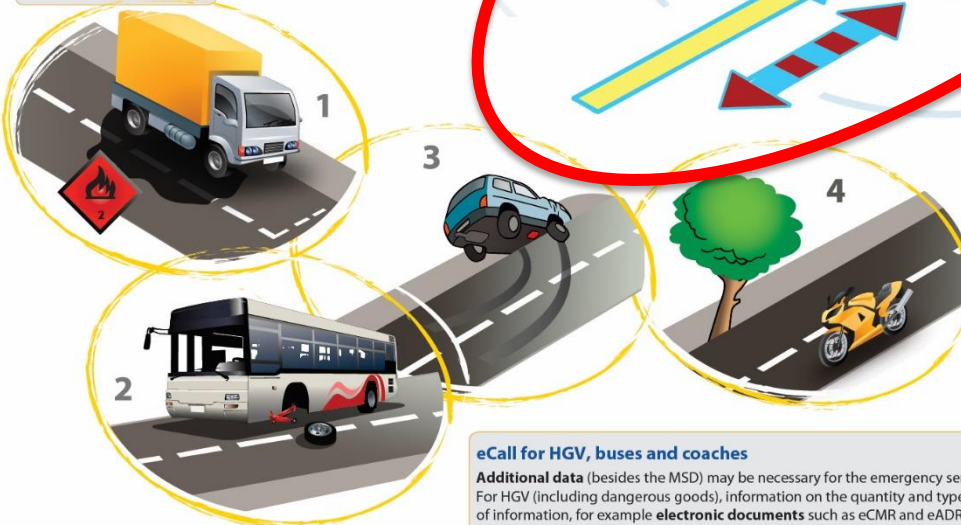 1
2
3
4
2
eCall for HGV, buses and coaches
Additional data (besides the MSD) may be necessary for the emergency
For HGV (including dangerous goods), information on the quantity and type
of information, for example electronic documents such as eCMR and eADR